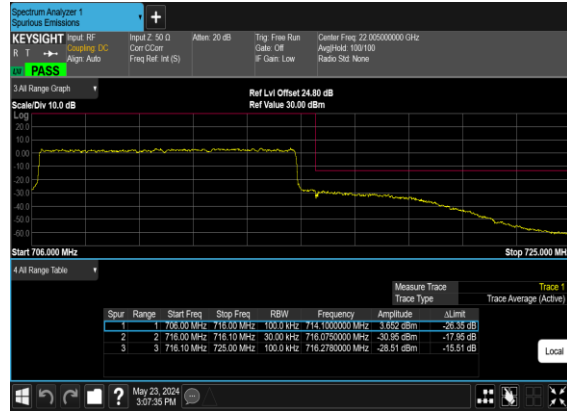 Spectrum Analyzer 1
Spurious Emissions
KEYSIGHT Input: RF Input Z: 50 Ω Atten: 20 dB Trig: Free Run Center Freq: 22.005000000 GHz
R T Coupling: DC Corr CCorr Gate: Off Avg|Hold: 100/100
Align: Auto Freq Ref: Int (S) IF Gain: Low Radio Std: None
PASS
3 All Range Graph
Ref Lvl Offset 24.80 dB
Scale/Div 10.0 dB Ref Value 30.00 dBm
Log
20.0
10.0
0.00
-10.0
-20.0
-30.0
-40.0
-50.0
-60.0
Start 706.000 MHz Stop 725.000 MH
4 All Range Table
Measure Trace Trace 1
Trace Type Trace Average (Active)
Spur Range Start Freq Stop Freq RBW Frequency Amplitude ΔLimit
1 1 706.00 MHz 716.00 MHz 100.0 kHz 714.1000000 MHz 3.652 dBm -26.35 dB
2 2 716.00 MHz 716.10 MHz 30.00 kHz 716.0750000 MHz -30.95 dBm -17.95 dB
3 3 716.10 MHz 725.00 MHz 100.0 kHz 716.2780000 MHz -28.51 dBm -15.51 dB
Local
May 23, 2024
3:07:35 PM